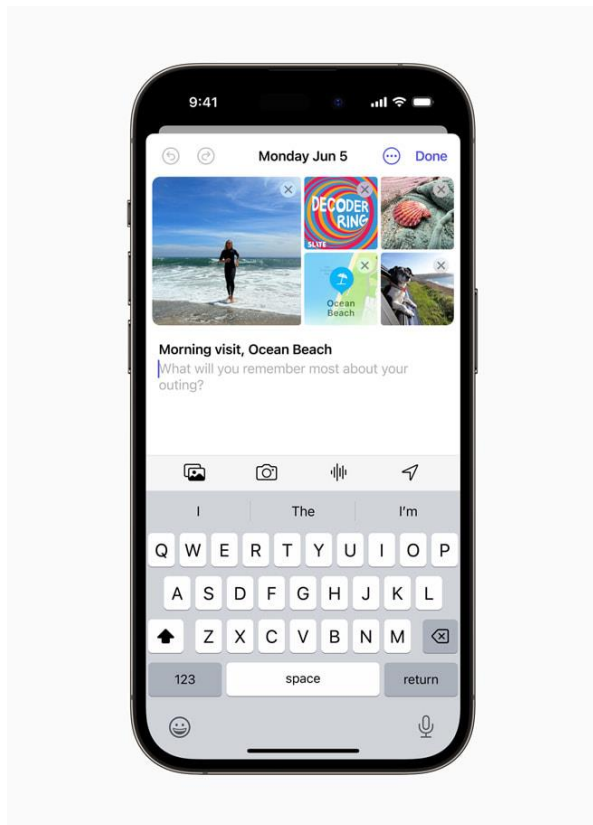 9:41
Monday Jun 5
Done
DECODER
RING
SLATE
Ocean
Beach
Morning visit, Ocean Beach
What will you remember most about your
outing?
I The I'm
Q W E R T Y U I O P
A S D F G H J K L
Z X C V B N M
123 space return